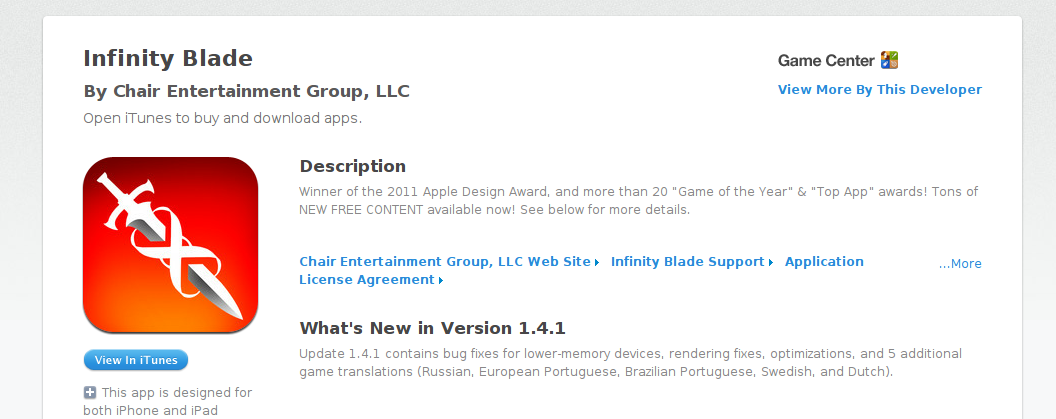 Infinity Blade
By Chair Entertainment Group, LLC
Open iTunes to buy and download apps.
Game Center
View More By This Developer
View In iTunes
This app is designed for
both iPhone and iPad
Description
Winner of the 2011 Apple Design Award, and more than 20 "Game of the Year" & "Top App" awards! Tons of
NEW FREE CONTENT available now! See below for more details.
Chair Entertainment Group, LLC Web Site Infinity Blade Support Application
License Agreement
...More
What's New in Version 1.4.1
Update 1.4.1 contains bug fixes for lower-memory devices, rendering fixes, optimizations, and 5 additional
game translations (Russian, European Portuguese, Brazilian Portuguese, Swedish, and Dutch).